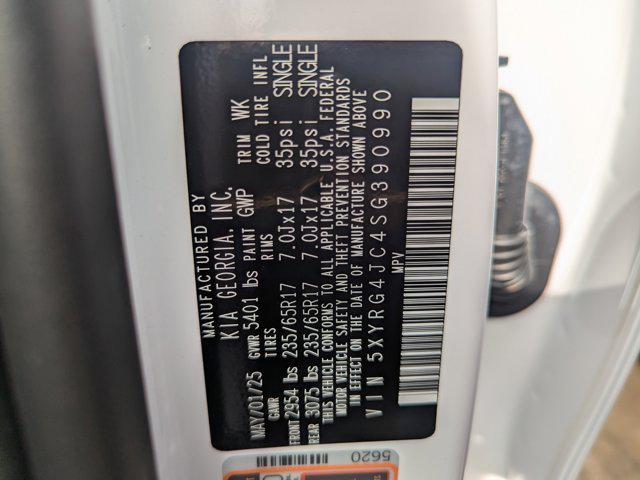 MANUFACTURED BY
KIA GEORGIA. INC.
MAY/01/25 GVWR 5401 lbs PAINT GWP TRIM WK
GAWR TIRES RIMS COLD TIRE INFL
FRONT 2954 lbs 235/65R17 7.0Jx17 35psi SINGLE
REAR 3075 lbs 235/65R17 7.0Jx17 35psi SINGLE
THIS VEHICLE CONFORMS TO ALL APPLICABLE U.S.A. FEDERAL
MOTOR VEHICLE SAFETY AND THEFT PREVENTION STANDARDS
IN EFFECT ON THE DATE OF MANUFACTURE SHOWN ABOVE
VIN 5XYRG4JC4SG390990
MPV
5620